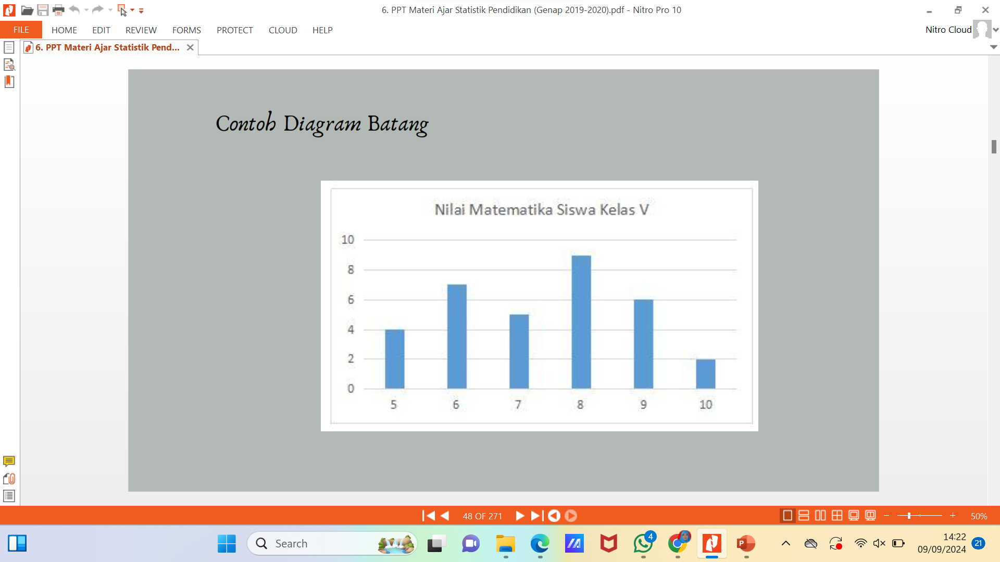 6. PPT Materi Ajar Statistik Pendidikan (Genap 2019-2020).pdf - Nitro Pro 10
FILE HOME EDIT REVIEW FORMS PROTECT CLOUD HELP
Nitro Cloud
6. PPT Materi Ajar Statistik Pend...
Contoh Diagram Batang
Nilai Matematika Siswa Kelas V
10
8
6
4
2
0
5 6 7 8 9 10
48 OF 271
50%
Search
4
P
14:22
09/09/2024
21